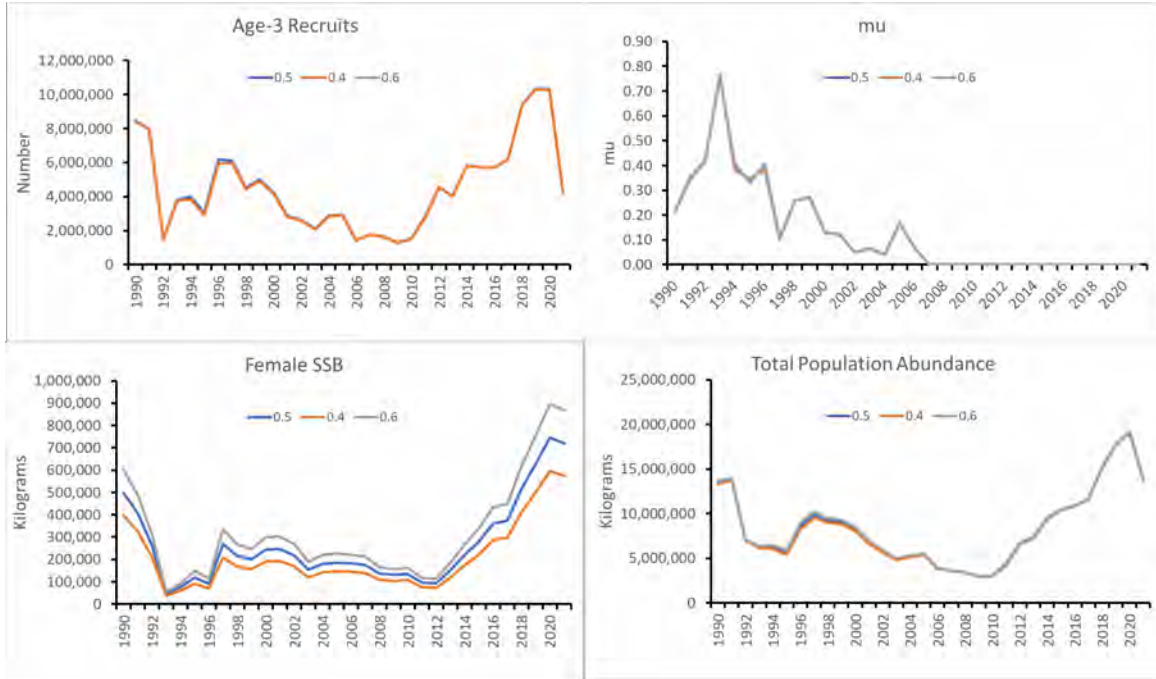 Age-3 Recruits
0.5 0.4 0.6
Number
12,000,000
10,000,000
8,000,000
6,000,000
4,000,000
2,000,000
0
1990 1992 1994 1996 1998 2000 2002 2004 2006 2008 2010 2012 2014 2016 2018 2020
mu
0.5 0.4 0.6
mu
0.90
0.80
0.70
0.60
0.50
0.40
0.30
0.20
0.10
0.00
1990 1992 1994 1996 1998 2000 2002 2004 2006 2008 2010 2012 2014 2016 2018 2020
Female SSB
0.5 0.4 0.6
Kilograms
1,000,000
900,000
800,000
700,000
600,000
500,000
400,000
300,000
200,000
100,000
0
1990 1992 1994 1996 1998 2000 2002 2004 2006 2008 2010 2012 2014 2016 2018 2020
Total Population Abundance
0.5 0.4 0.6
Kilograms
25,000,000
20,000,000
15,000,000
10,000,000
5,000,000
0
1990 1992 1994 1996 1998 2000 2002 2004 2006 2008 2010 2012 2014 2016 2018 2020